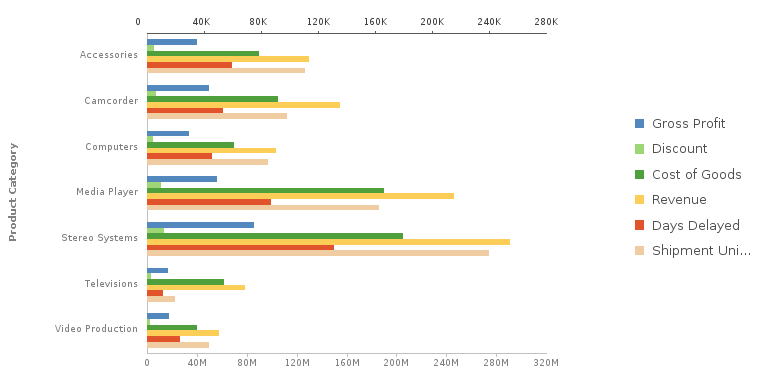 0 40K 80K 120K 160K 200K 240K 280K
Product Category
Accessories
Camcorder
Computers
Media Player
Stereo Systems
Televisions
Video Production
0 40M 80M 120M 160M 200M 240M 280M 320M
Gross Profit
Discount
Cost of Goods
Revenue
Days Delayed
Shipment Uni...